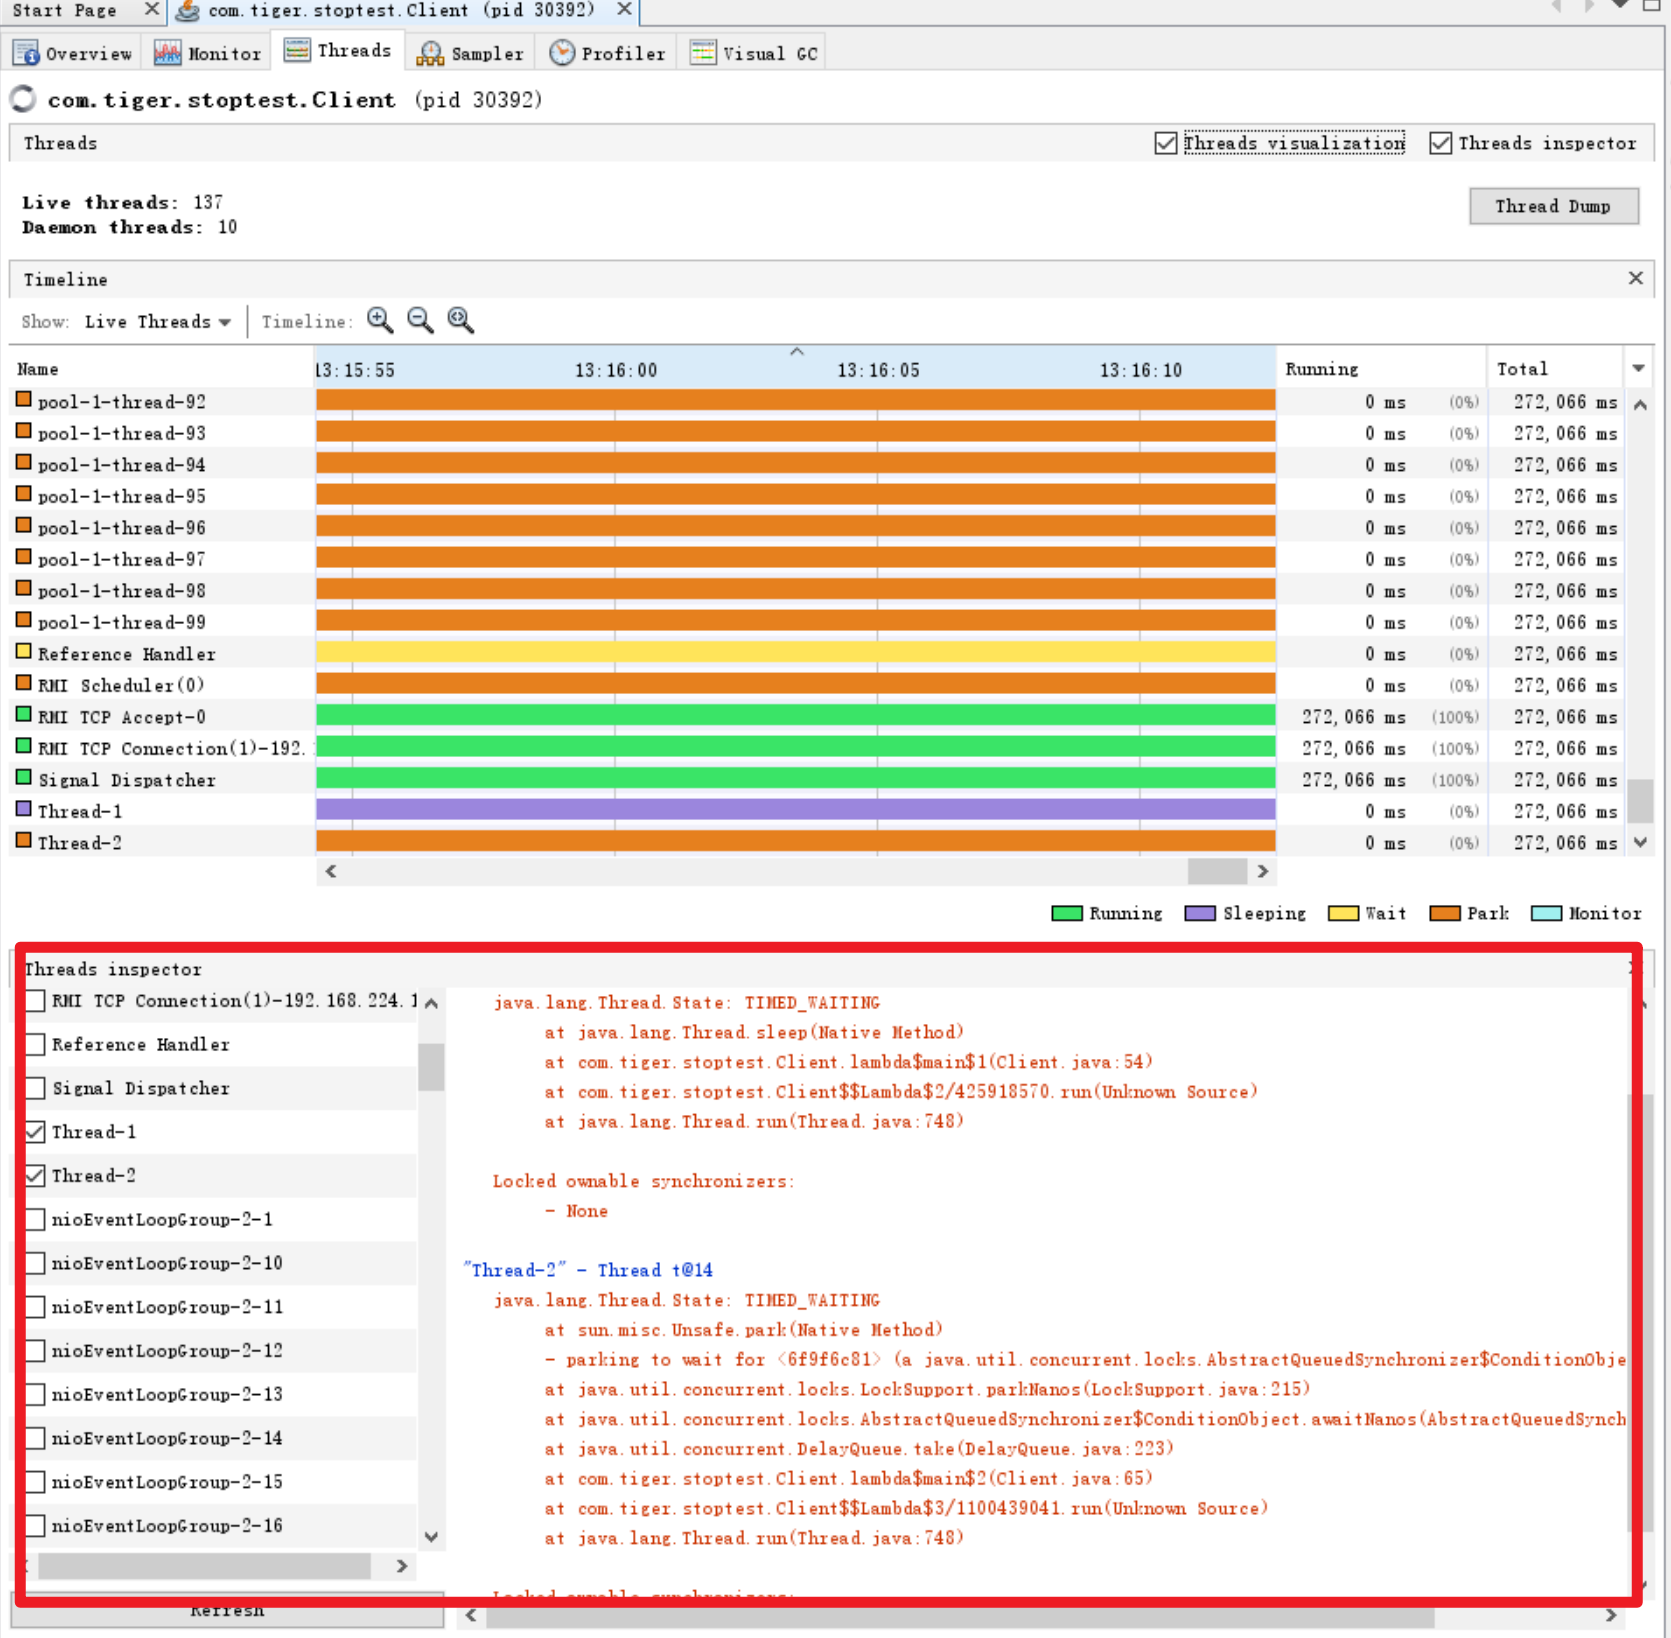 Start Page
com.tiger.stoptest.Client (pid 30392)
Overview Monitor Threads Sampler Profiler Visual GC
com.tiger.stoptest.Client (pid 30392)
Threads Threads visualization Threads inspector
Live threads: 137
Daemon threads: 10
Thread Dump
Timeline
Show: Live Threads Timeline:
Name 13:15:55 13:16:00 13:16:05 13:16:10 Running Total
pool-1-thread-92 0 ms (0%) 272,066 ms
pool-1-thread-93 0 ms (0%) 272,066 ms
pool-1-thread-94 0 ms (0%) 272,066 ms
pool-1-thread-95 0 ms (0%) 272,066 ms
pool-1-thread-96 0 ms (0%) 272,066 ms
pool-1-thread-97 0 ms (0%) 272,066 ms
pool-1-thread-98 0 ms (0%) 272,066 ms
pool-1-thread-99 0 ms (0%) 272,066 ms
Reference Handler 0 ms (0%) 272,066 ms
RMI Scheduler(0) 0 ms (0%) 272,066 ms
RMI TCP Accept-0 272,066 ms (100%) 272,066 ms
RMI TCP Connection(1)-192. 272,066 ms (100%) 272,066 ms
Signal Dispatcher 272,066 ms (100%) 272,066 ms
Thread-1 0 ms (0%) 272,066 ms
Thread-2 0 ms (0%) 272,066 ms
Running Sleeping Wait Park Monitor
Threads inspector
RMI TCP Connection(1)-192.168.224.1
Reference Handler
Signal Dispatcher
Thread-1
Thread-2
nioEventLoopGroup-2-1
nioEventLoopGroup-2-10
nioEventLoopGroup-2-11
nioEventLoopGroup-2-12
nioEventLoopGroup-2-13
nioEventLoopGroup-2-14
nioEventLoopGroup-2-15
nioEventLoopGroup-2-16
Refresh
java.lang.Thread.State: TIMED_WAITING
at java.lang.Thread.sleep(Native Method)
at com.tiger.stoptest.Client.lambda$main$1(Client.java:54)
at com.tiger.stoptest.Client$$Lambda$2/425918570.run(Unknown Source)
at java.lang.Thread.run(Thread.java:748)
Locked ownable synchronizers:
- None
"Thread-2" - Thread t@14
java.lang.Thread.State: TIMED_WAITING
at sun.misc.Unsafe.park(Native Method)
- parking to wait for <6f9f6c81> (a java.util.concurrent.locks.AbstractQueuedSynchronizer$ConditionObje
at java.util.concurrent.locks.LockSupport.parkNanos(LockSupport.java:215)
at java.util.concurrent.locks.AbstractQueuedSynchronizer$ConditionObject.awaitNanos(AbstractQueuedSynch
at java.util.concurrent.DelayQueue.take(DelayQueue.java:223)
at com.tiger.stoptest.Client.lambda$main$2(Client.java:65)
at com.tiger.stoptest.Client$$Lambda$3/1100439041.run(Unknown Source)
at java.lang.Thread.run(Thread.java:748)
Locked ownable synchronizers: